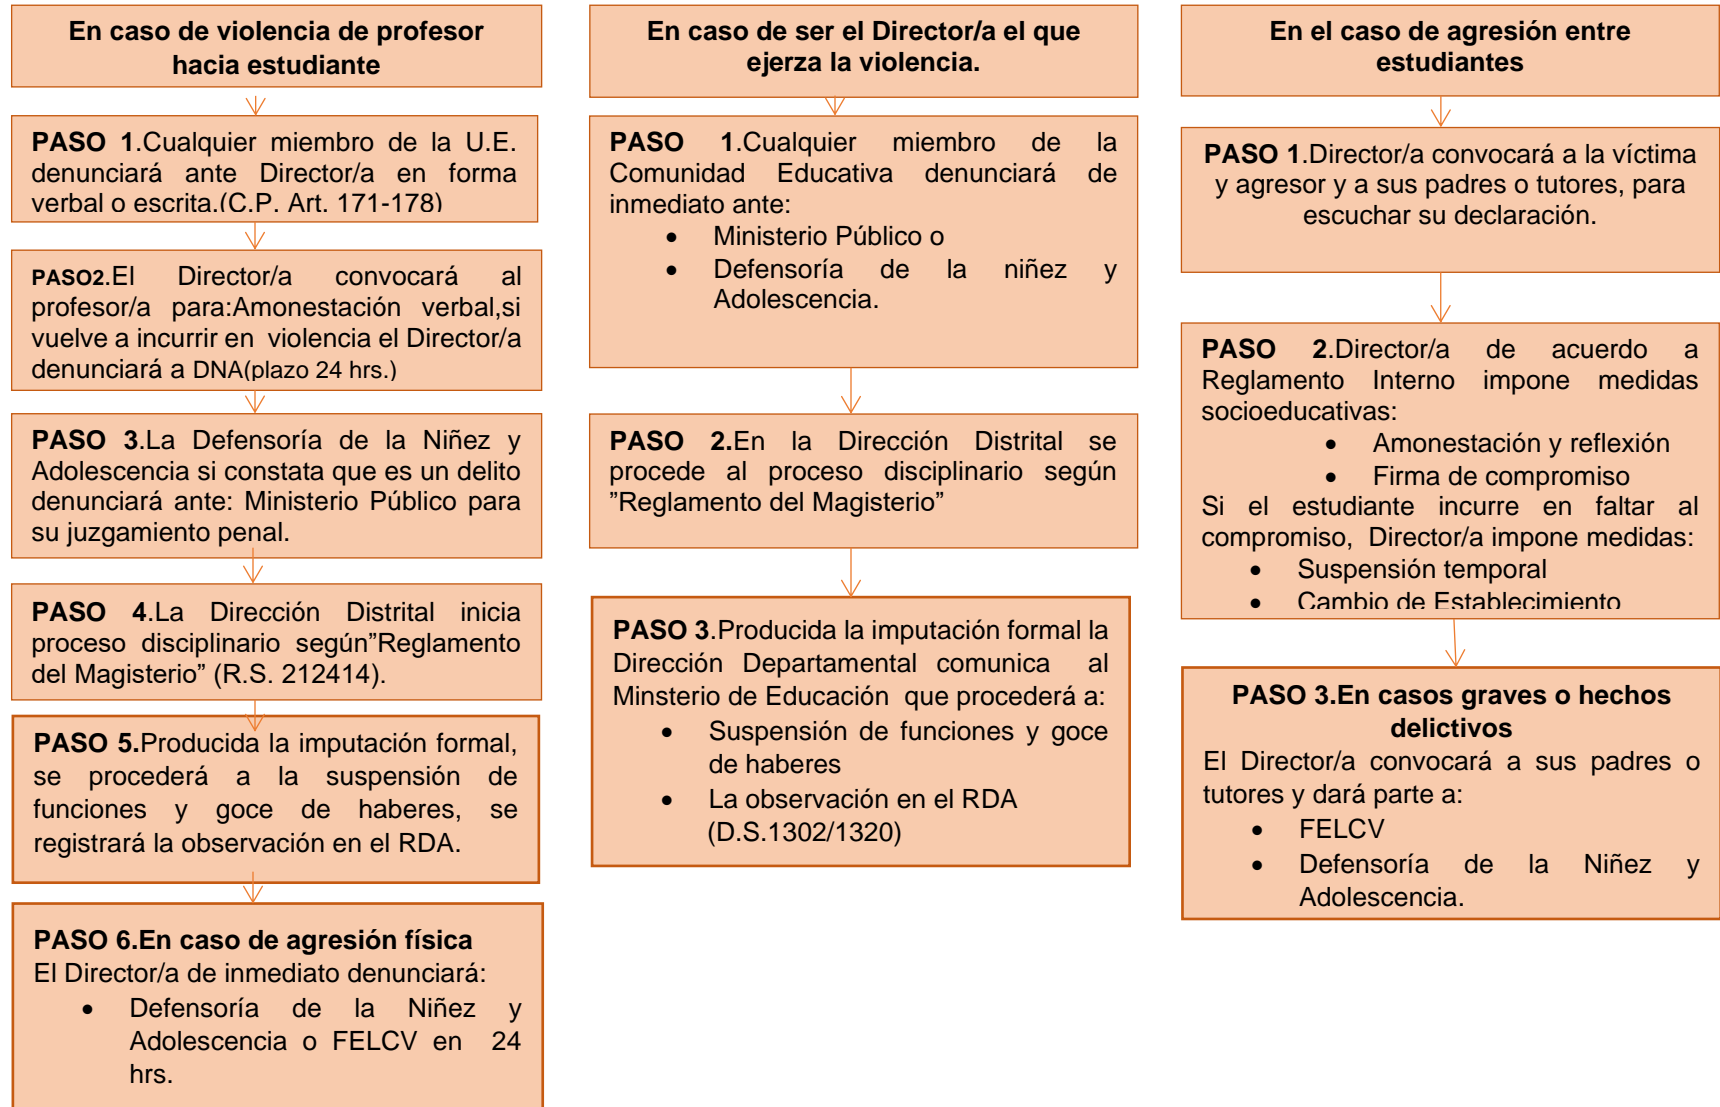 En caso de violencia de profesor
hacia estudiante
PASO 1.Cualquier miembro de la U.E.
denunciará ante Director/a en forma
verbal o escrita.(C.P. Art. 171-178)
PASO2.El Director/a convocará al
profesor/a para:Amonestación verbal,si
vuelve a incurrir en violencia el Director/a
denunciará a DNA(plazo 24 hrs.)
PASO 3.La Defensoría de la Niñez y
Adolescencia si constata que es un delito
denunciará ante: Ministerio Público para
su juzgamiento penal.
PASO 4.La Dirección Distrital inicia
proceso disciplinario según”Reglamento
del Magisterio” (R.S. 212414).
PASO 5.Producida la imputación formal,
se procederá a la suspensión de
funciones y goce de haberes, se
registrará la observación en el RDA.
PASO 6.En caso de agresión física
El Director/a de inmediato denunciará:
• Defensoría de la Niñez y
Adolescencia o FELCV en 24
hrs.
En caso de ser el Director/a el que
ejerza la violencia.
PASO 1.Cualquier miembro de la
Comunidad Educativa denunciará de
inmediato ante:
• Ministerio Público o
• Defensoría de la niñez y
Adolescencia.
PASO 2.En la Dirección Distrital se
procede al proceso disciplinario según
”Reglamento del Magisterio”
PASO 3.Producida la imputación formal la
Dirección Departamental comunica al
Minsterio de Educación que procederá a:
• Suspensión de funciones y goce
de haberes
• La observación en el RDA
(D.S.1302/1320)
En el caso de agresión entre
estudiantes
PASO 1.Director/a convocará a la víctima
y agresor y a sus padres o tutores, para
escuchar su declaración.
PASO 2.Director/a de acuerdo a
Reglamento Interno impone medidas
socioeducativas:
• Amonestación y reflexión
• Firma de compromiso
Si el estudiante incurre en faltar al
compromiso, Director/a impone medidas:
• Suspensión temporal
• Cambio de Establecimiento
PASO 3.En casos graves o hechos
delictivos
El Director/a convocará a sus padres o
tutores y dará parte a:
• FELCV
• Defensoría de la Niñez y
Adolescencia.